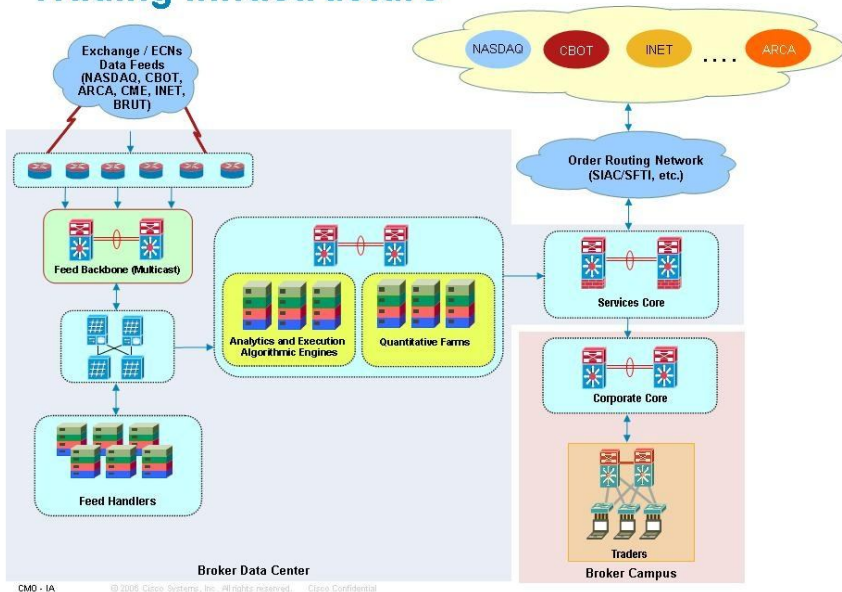 Exchange / ECNs
Data Feeds
(NASDAQ, CBOT,
ARCA, CME, INET,
BRUT)
NASDAQ
CBOT
INET
....
ARCA
Order Routing Network
(SIAC/SFTI, etc.)
Feed Backbone (Multicast)
Analytics and Execution
Algorithmic Engines
Quantitative Farms
Services Core
Corporate Core
Feed Handlers
Traders
Broker Data Center
Broker Campus
CMO - IA
Cisco Systems, Inc. All rights reserved.
Cisco Confidential